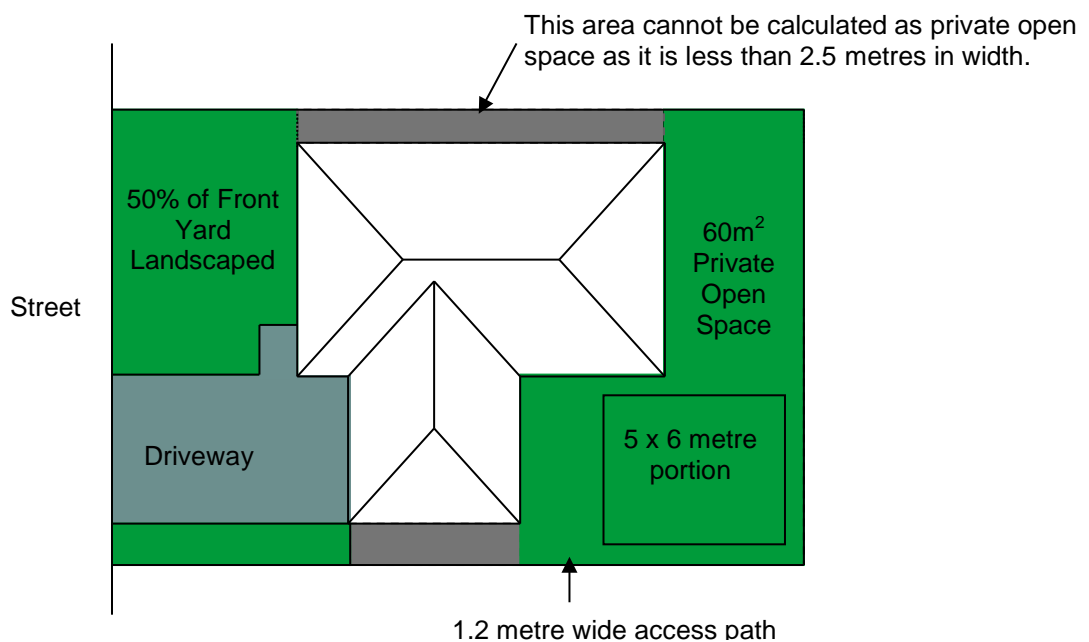 This area cannot be calculated as private open
space as it is less than 2.5 metres in width.
50% of Front
Yard
Landscaped
60m²
Private
Open
Space
Street
5 x 6 metre
portion
Driveway
1.2 metre wide access path